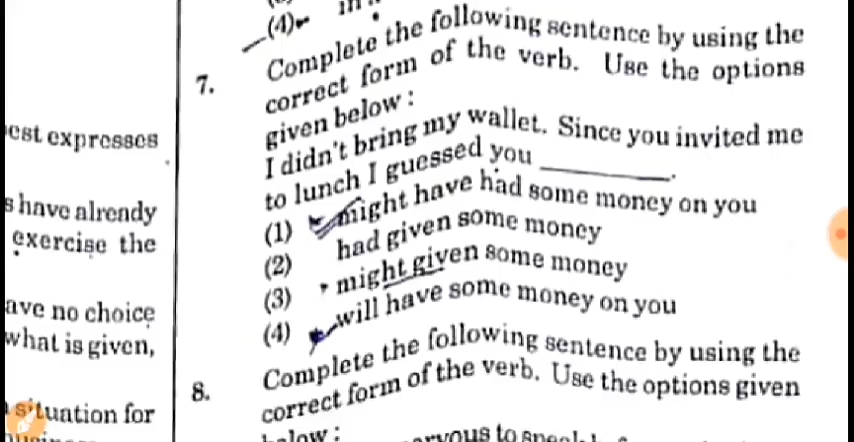 (4) in
7. Complete the following sentence by using the
correct form of the verb. Use the options
given below :
I didn't bring my wallet. Since you invited me
to lunch I guessed you ________.
(1) might have had some money on you
(2) had given some money
(3) might given some money
(4) will have some money on you
8. Complete the following sentence by using the
correct form of the verb. Use the options given
below :
est expresses
s have already
exercise the
ave no choice
what is given,
situation for